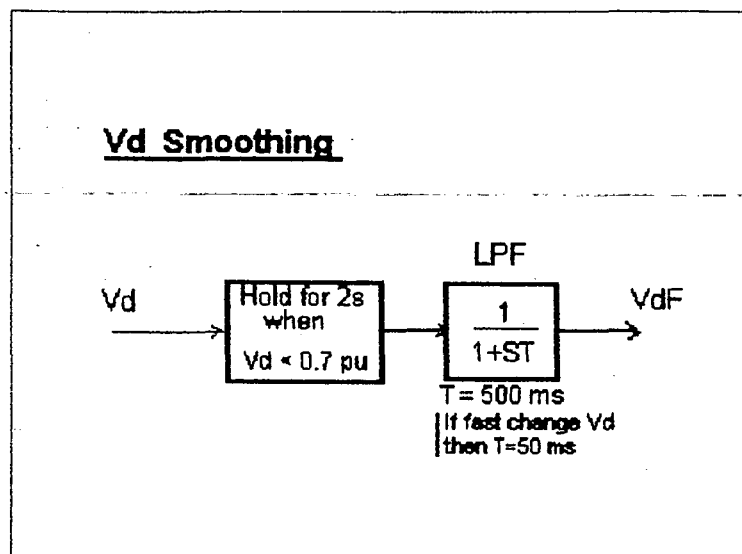 Vd Smoothing
LPF
Vd
Hold for 2s
when
Vd < 0.7 pu
1
1+ST
VdF
T = 500 ms
If fast change Vd
then T=50 ms